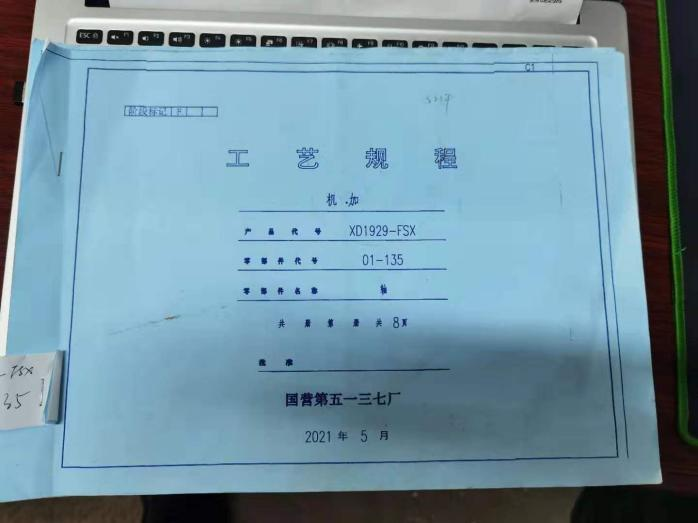 C1
阶段标记 F
工艺规程
机加
产品代号 XD1929-FSX
零部件代号 01-135
零部件名称 轴
共 册 第 册 共 8 页
批准
国营第五一三七厂
2021 年 5 月
-FSX
35